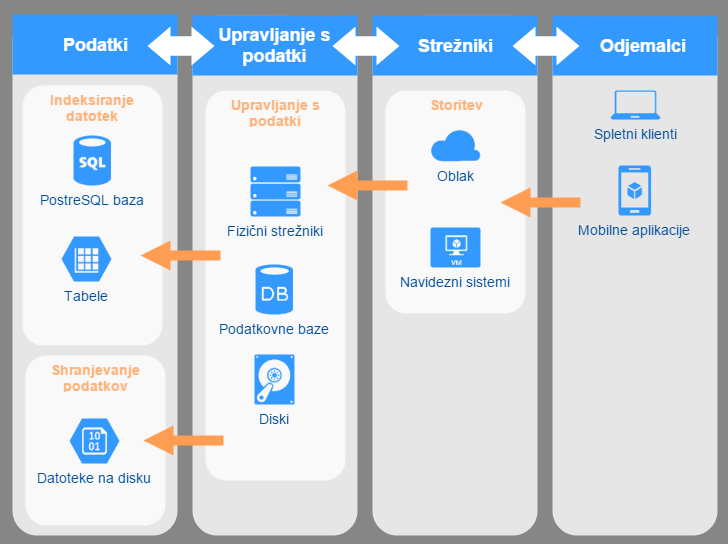 Podatki
Indeksiranje
datotek
SQL
PostreSQL baza
Tabele
Shranjevanje
podatkov
10
01
Datoteke na disku
Upravljanje s
podatki
Upravljanje s
podatki
Fizični strežniki
DB
Podatkovne baze
Diski
Strežniki
Storitev
Oblak
VM
Navidezni sistemi
Odjemalci
Spletni klienti
Mobilne aplikacije